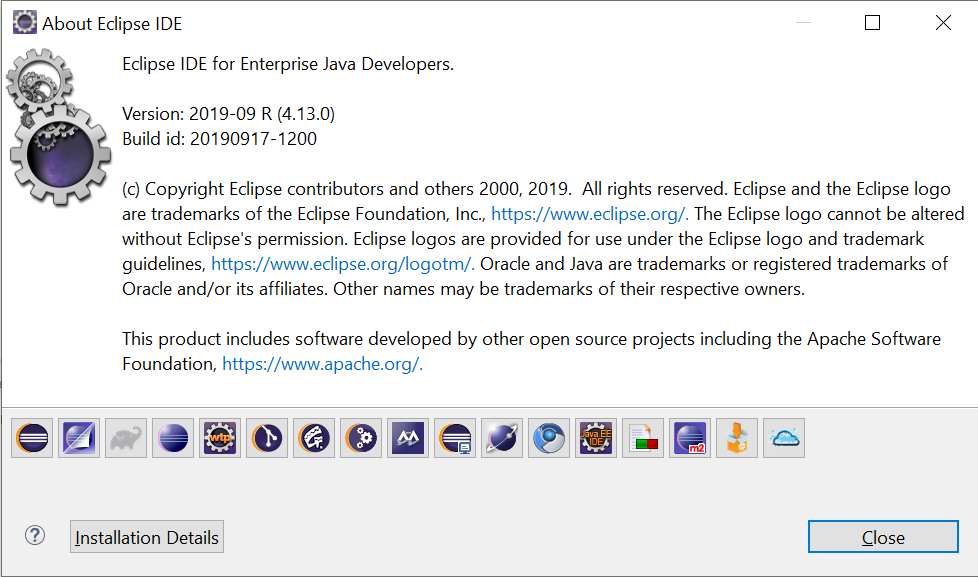 About Eclipse IDE
Eclipse IDE for Enterprise Java Developers.
Version: 2019-09 R (4.13.0)
Build id: 20190917-1200
(c) Copyright Eclipse contributors and others 2000, 2019.  All rights reserved. Eclipse and the Eclipse logo
are trademarks of the Eclipse Foundation, Inc., https://www.eclipse.org/. The Eclipse logo cannot be altered
without Eclipse's permission. Eclipse logos are provided for use under the Eclipse logo and trademark
guidelines, https://www.eclipse.org/logotm/. Oracle and Java are trademarks or registered trademarks of
Oracle and/or its affiliates. Other names may be trademarks of their respective owners.
This product includes software developed by other open source projects including the Apache Software
Foundation, https://www.apache.org/.
wtp
Java EE
IDE
m2
?
Installation Details
Close